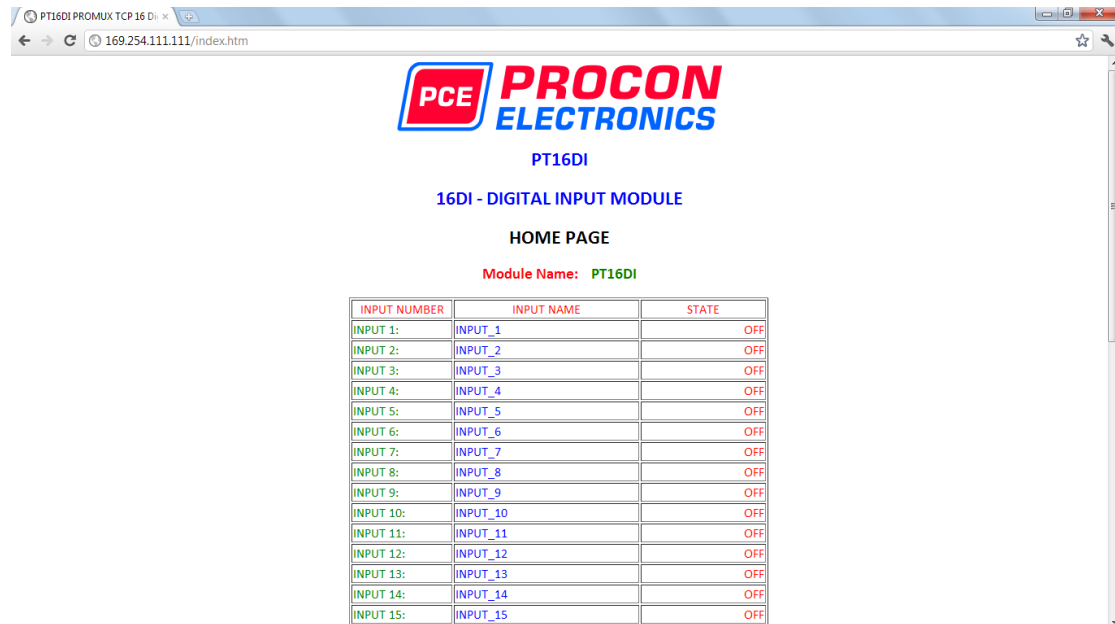 PT16DI PROMUX TCP 16 Di
169.254.111.111/index.htm
PCE PROCON
ELECTRONICS
PT16DI
16DI - DIGITAL INPUT MODULE
HOME PAGE
Module Name: PT16DI
INPUT NUMBER INPUT NAME STATE
INPUT 1: INPUT_1 OFF
INPUT 2: INPUT_2 OFF
INPUT 3: INPUT_3 OFF
INPUT 4: INPUT_4 OFF
INPUT 5: INPUT_5 OFF
INPUT 6: INPUT_6 OFF
INPUT 7: INPUT_7 OFF
INPUT 8: INPUT_8 OFF
INPUT 9: INPUT_9 OFF
INPUT 10: INPUT_10 OFF
INPUT 11: INPUT_11 OFF
INPUT 12: INPUT_12 OFF
INPUT 13: INPUT_13 OFF
INPUT 14: INPUT_14 OFF
INPUT 15: INPUT_15 OFF